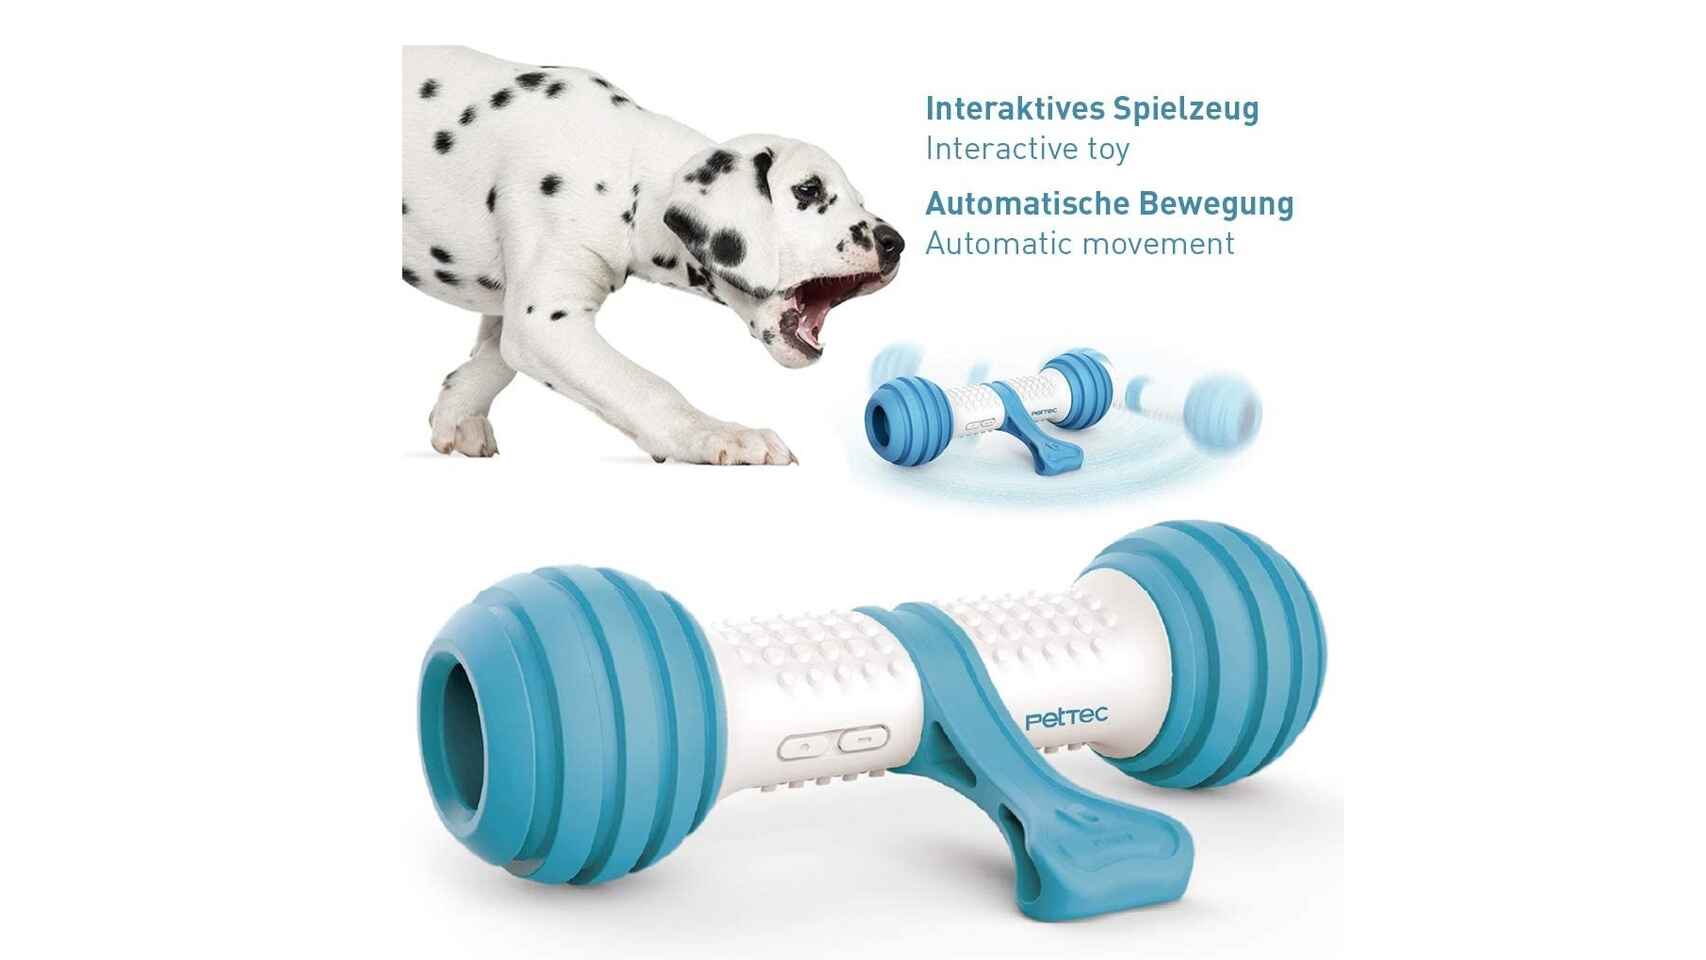 Interaktives Spielzeug
Interactive toy
Automatische Bewegung
Automatic movement
PetTec
PetTec